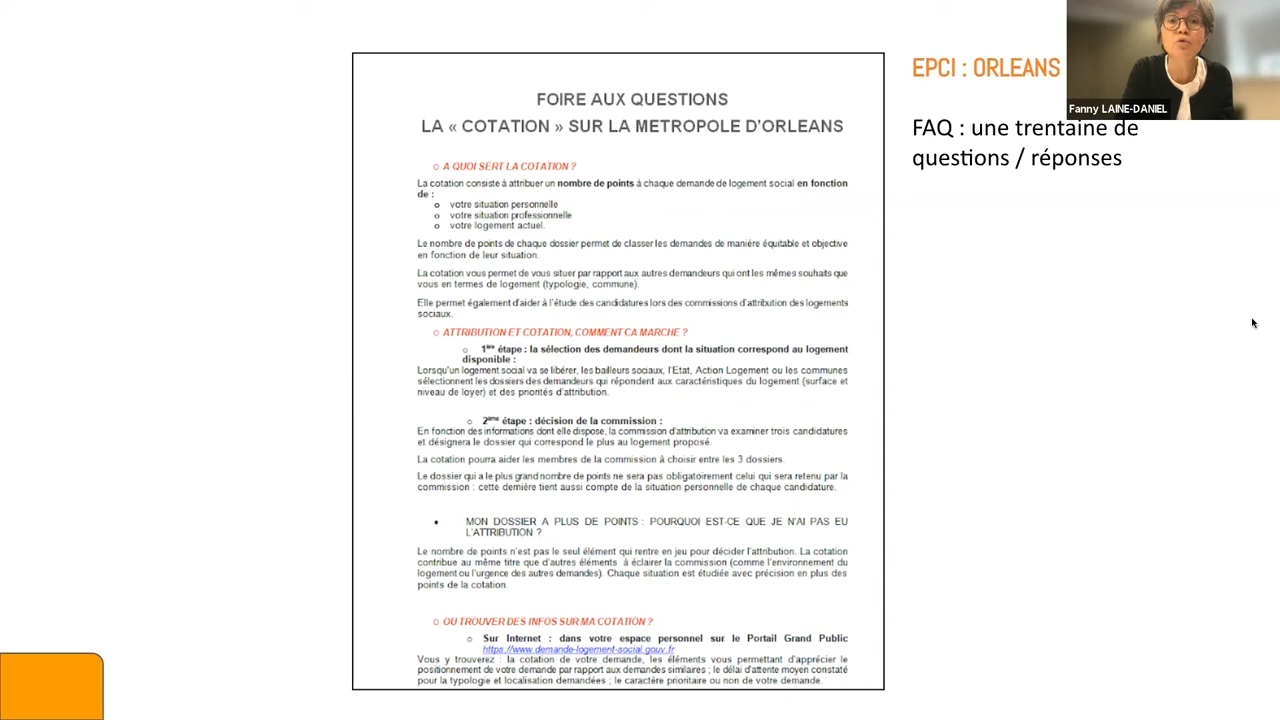 FOIRE AUX QUESTIONS
LA « COTATION » SUR LA METROPOLE D'ORLEANS
o A QUOI SERT LA COTATION ?
La cotation consiste à attribuer un nombre de points à chaque demande de logement social en fonction
de :
o votre situation personnelle
o votre situation professionnelle
o votre logement actuel.
Le nombre de points de chaque dossier permet de classer les demandes de manière équitable et objective
en fonction de leur situation.
La cotation vous permet de vous situer par rapport aux autres demandeurs qui ont les mêmes souhaits que
vous en termes de logement (typologie, commune).
Elle permet également d'aider à l'étude des candidatures lors des commissions d'attribution des logements
sociaux.
o ATTRIBUTION ET COTATION, COMMENT CA MARCHE ?
o 1ère étape : la sélection des demandeurs dont la situation correspond au logement
disponible :
Lorsqu'un logement social va se libérer, les bailleurs sociaux, l'Etat, Action Logement ou les communes
sélectionnent les dossiers des demandeurs qui répondent aux caractéristiques du logement (surface et
niveau de loyer) et des priorités d'attribution.
o 2ème étape : décision de la commission :
En fonction des informations dont elle dispose, la commission d'attribution va examiner trois candidatures
et désignera le dossier qui correspond le plus au logement proposé.
La cotation pourra aider les membres de la commission à choisir entre les 3 dossiers.
Le dossier qui a le plus grand nombre de points ne sera pas obligatoirement celui qui sera retenu par la
commission : cette dernière tient aussi compte de la situation personnelle de chaque candidature.
• MON DOSSIER A PLUS DE POINTS : POURQUOI EST-CE QUE JE N'AI PAS EU
L'ATTRIBUTION ?
Le nombre de points n'est pas le seul élément qui rentre en jeu pour décider l'attribution. La cotation
contribue au même titre que d'autres éléments à éclairer la commission (comme l'environnement du
logement ou l'urgence des autres demandes). Chaque situation est étudiée avec précision en plus des
points de la cotation.
o OU TROUVER DES INFOS SUR MA COTATION ?
o Sur Internet : dans votre espace personnel sur le Portail Grand Public
https://www.demande-logement-social.gouv.fr
Vous y trouverez : la cotation de votre demande, les éléments vous permettant d'apprécier le
positionnement de votre demande par rapport aux demandes similaires ; le délai d'attente moyen constaté
pour la typologie et localisation demandées ; le caractère prioritaire ou non de votre demande.
EPCI : ORLEANS
FAQ : une trentaine de
questions / réponses
Fanny LAINE-DANIEL